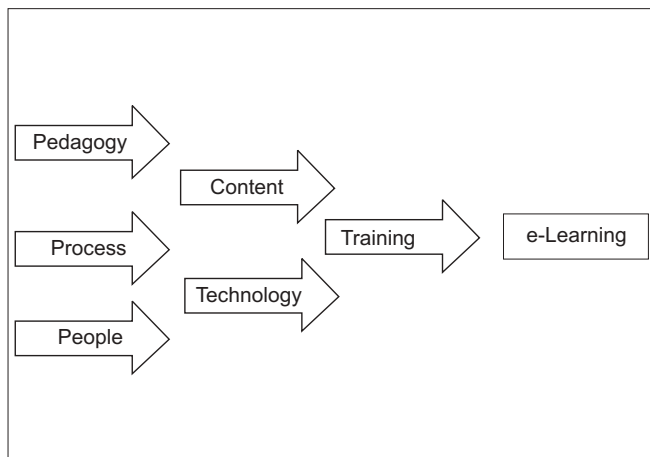 Pedagogy
Content
Training
e-Learning
Process
Technology
People